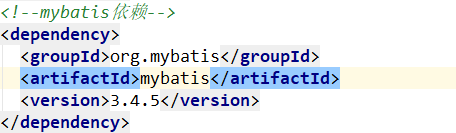 <!--mybatis依赖-->
<dependency>
<groupId>org.mybatis</groupId>
<artifactId>mybatis</artifactId>
<version>3.4.5</version>
</dependency>